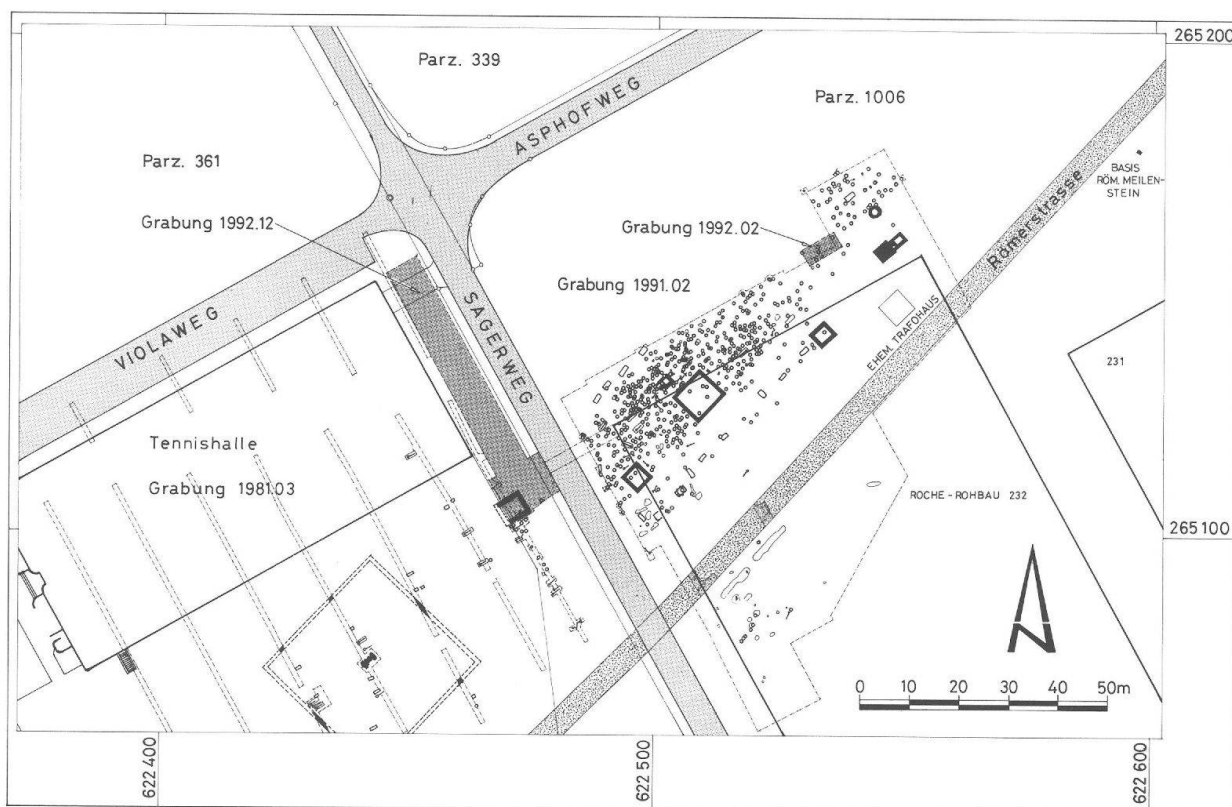 265 200
Parz. 339
ASPHOFWEG
Parz. 1006
Parz. 361
BASIS
RÖM. MEILEN-
STEIN
Grabung 1992.12
Grabung 1992.02
Römerstrasse
Grabung 1991.02
SAGERWEG
VIOLAWEG
EHEM. TRAFOHAUS
231
Tennishalle
Grabung 1981.03
ROCHE-ROHBAU 232
265 100
N
0 10 20 30 40 50m
622 400
622 500
622 600